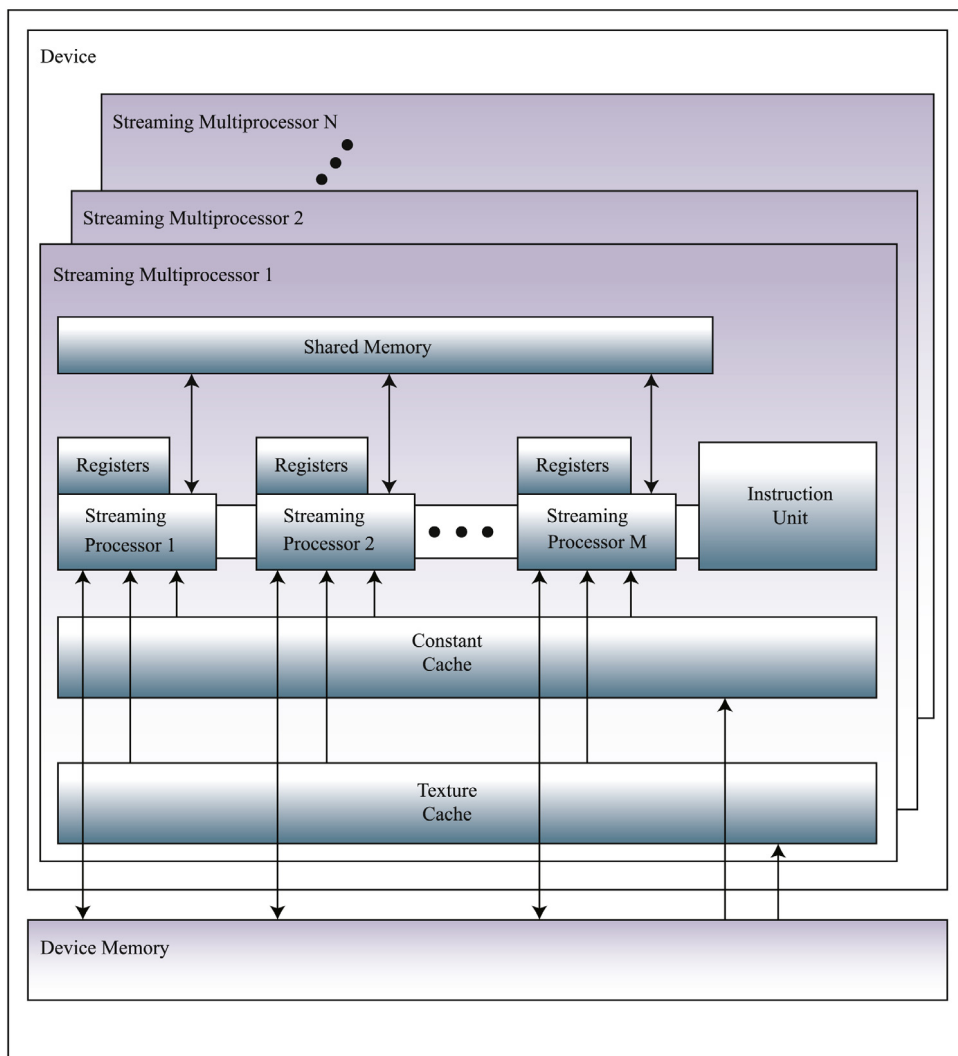 Device
Streaming Multiprocessor N
Streaming Multiprocessor 2
Streaming Multiprocessor 1
Shared Memory
Registers
Registers
Registers
Streaming
Processor 1
Streaming
Processor 2
Streaming
Processor M
Instruction
Unit
Constant
Cache
Texture
Cache
Device Memory